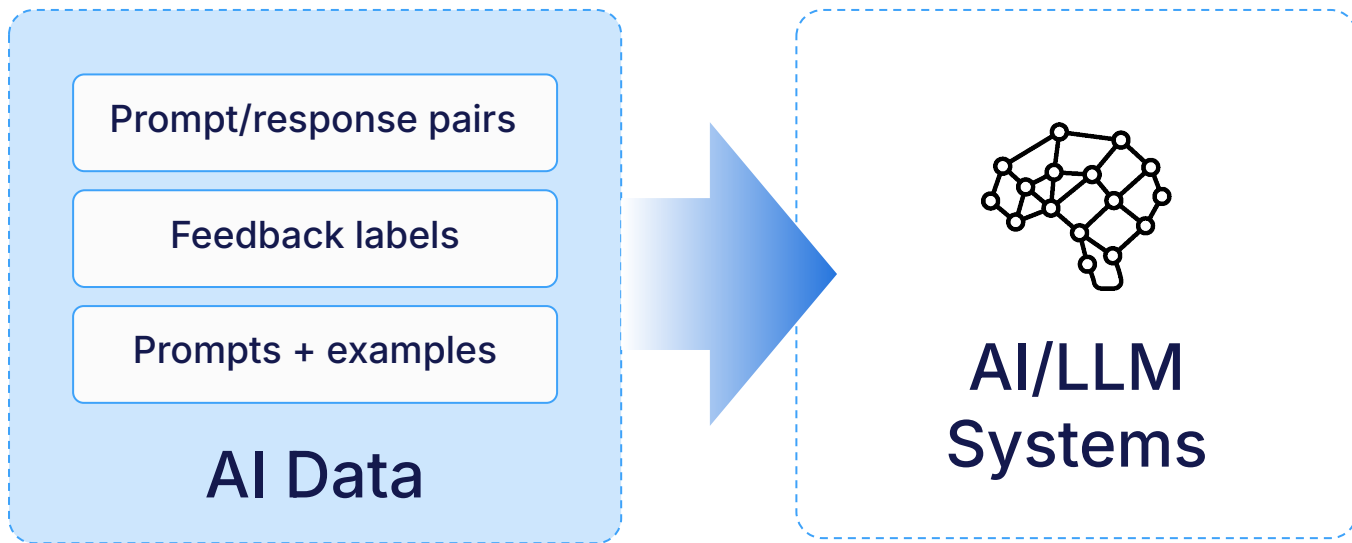 Prompt/response pairs
Feedback labels
Prompts + examples
AI Data
AI/LLM
Systems